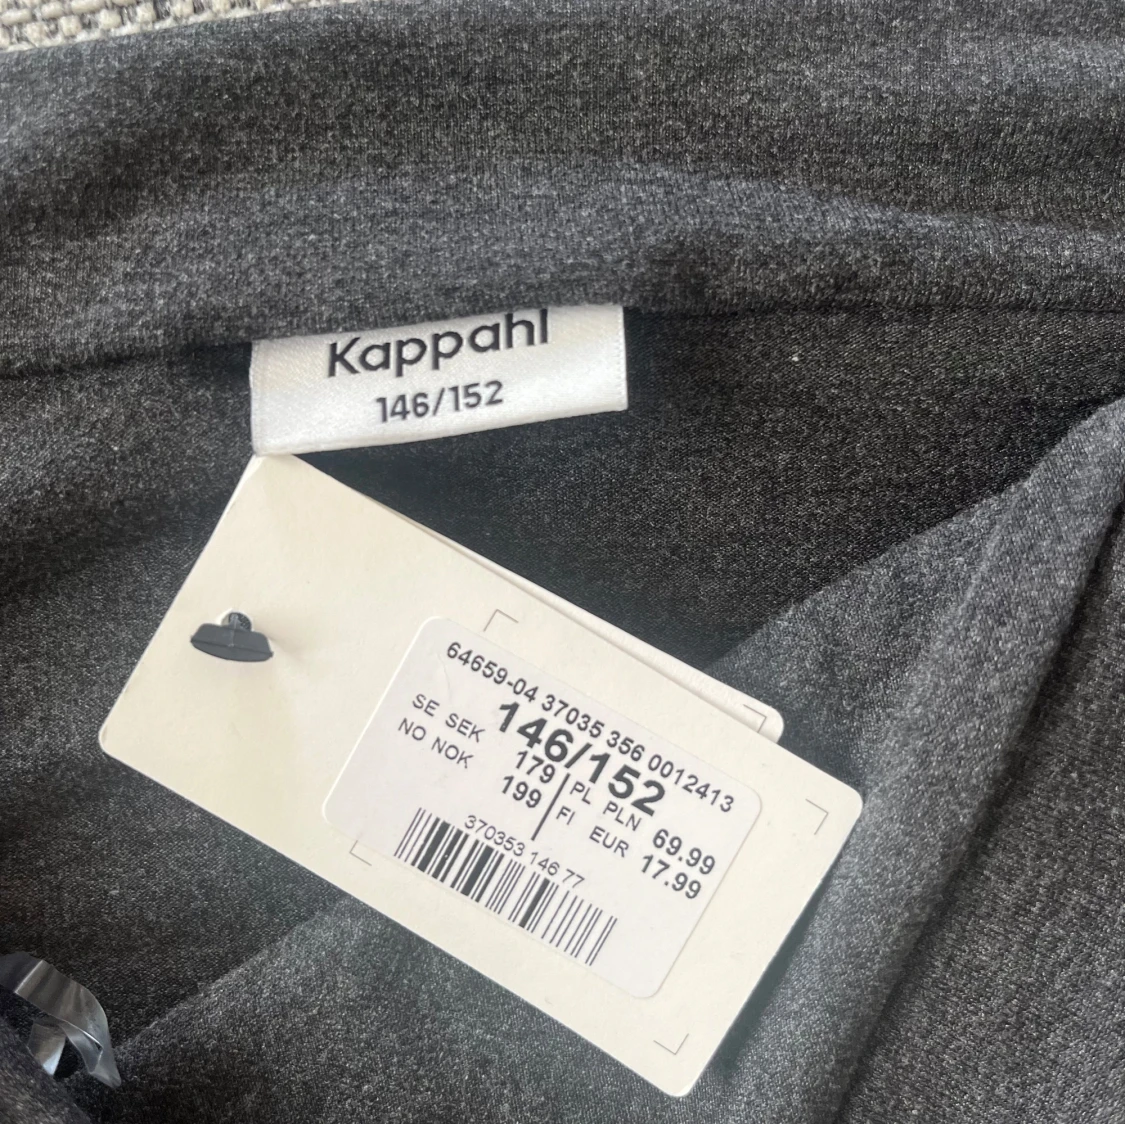 Kappahl
146/152
64659-04 37035 356 0012413
146/152
SE SEK 179 PL PLN 69.99
NO NOK 199 FI EUR 17.99
370353 146 77